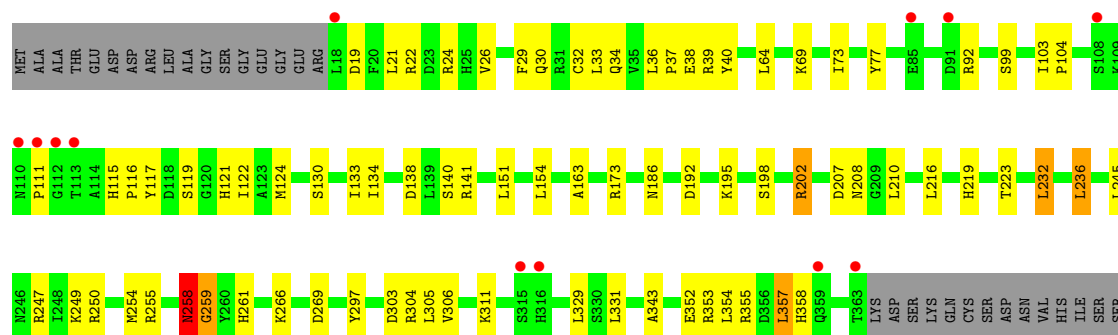 MET ALA ALA THR GLU ASP ASP ARG LEU ALA GLY SER GLY GLU GLY GLU ARG L18 D19 F20 L21 R22 D23 R24 H25 V26 F29 Q30 R31 C32 L33 Q34 V35 L36 P37 E38 R39 Y40 L64 K69 I73 Y77 E85 D91 R92 S99 I103 P104 S108 K109
N110 P111 G112 T113 A114 H115 P116 Y117 D118 S119 G120 H121 I122 A123 M124 S130 I133 I134 D138 L139 S140 R141 L151 L154 A163 R173 N186 D192 K195 S198 R202 D207 N208 G209 L210 L216 H219 T223 L232 L236
N246 R247 I248 K249 R250 M254 R255 N258 G259 Y260 H261 K266 D269 Y297 D303 R304 L305 V306 K311 S315 H316 L329 S330 L331 A343 E352 R353 L354 R355 D356 L357 H358 Q359 T363 LYS ASP SER LYS GLN CYS SER ASP ASN VAL HIS ILE SER